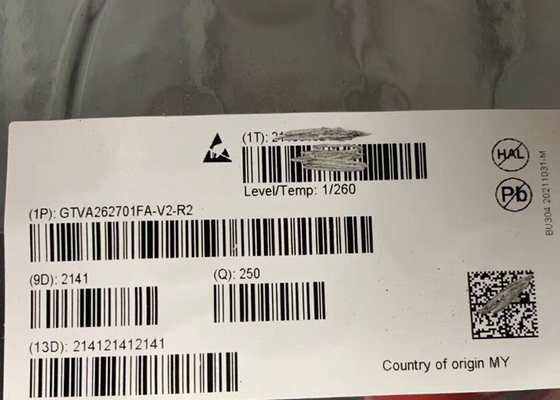 (1T): 21
Level/Temp: 1/260
HAL
Pb
(1P): GTVA262701FA-V2-R2
BU304 20211031-M
(9D): 2141
(Q): 250
(13D): 214121412141
Country of origin MY